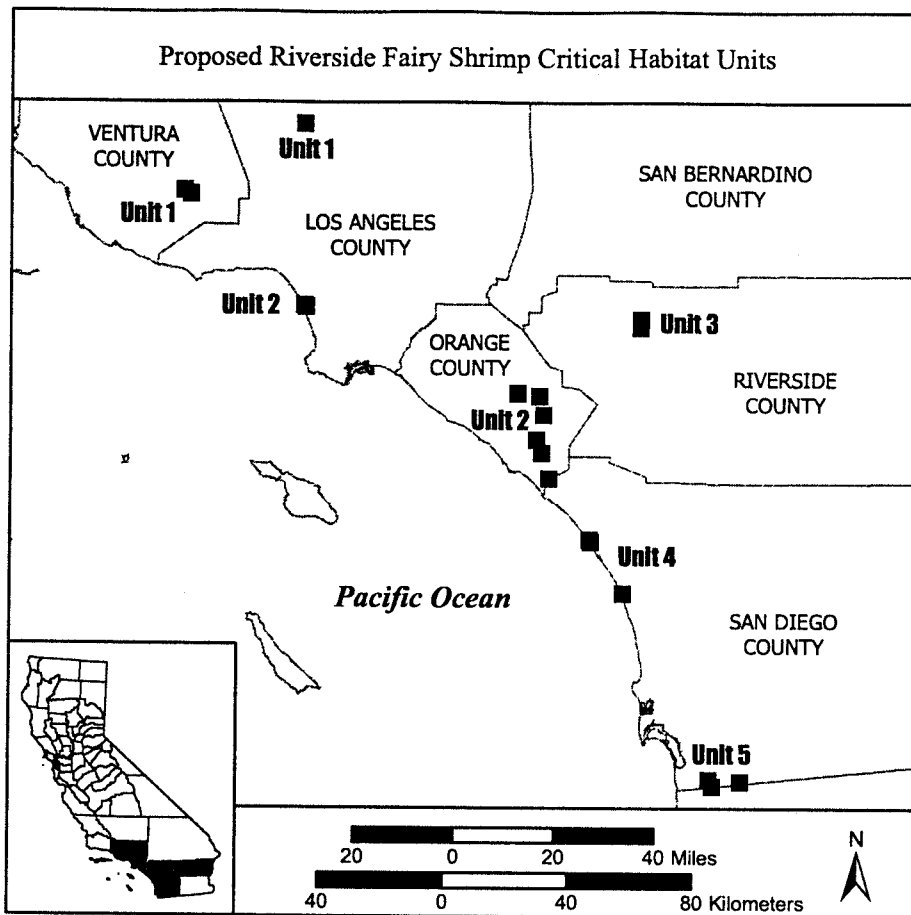 Proposed Riverside Fairy Shrimp Critical Habitat Units
VENTURA
COUNTY
Unit 1
Unit 1
LOS ANGELES
COUNTY
SAN BERNARDINO
COUNTY
Unit 2
ORANGE
COUNTY
Unit 2
Unit 3
RIVERSIDE
COUNTY
Unit 4
Pacific Ocean
SAN DIEGO
COUNTY
Unit 5
20 0 20 40 Miles
40 0 40 80 Kilometers
N